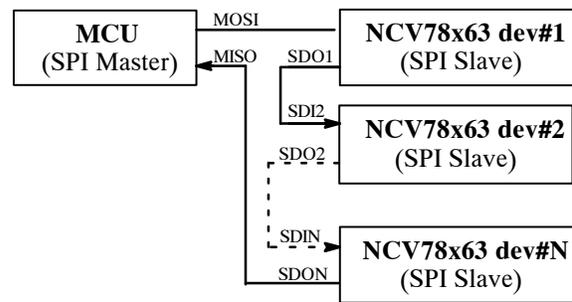 MCU
(SPI Master)
MOSI
MISO
NCV78x63 dev#1
(SPI Slave)
SDO1
SDI2
NCV78x63 dev#2
(SPI Slave)
SDO2
SDIN
NCV78x63 dev#N
(SPI Slave)
SDON